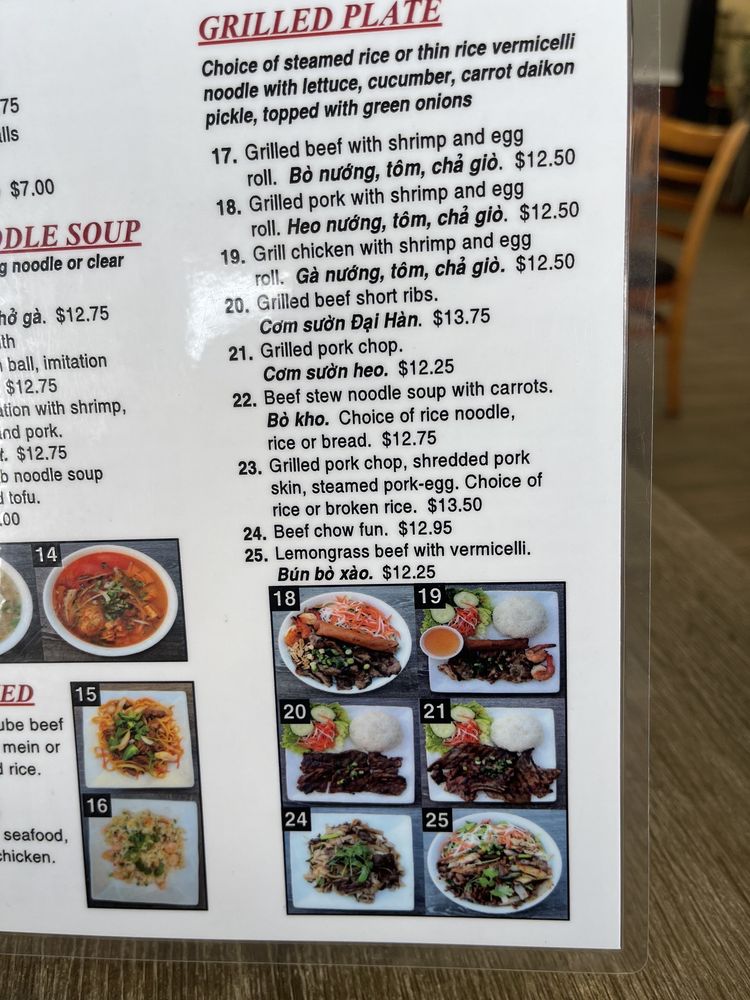 75
lls
$7.00
DLE SOUP
g noodle or clear
hở gà. $12.75
th
ball, imitation
$12.75
ation with shrimp,
and pork.
t. $12.75
b noodle soup
d tofu.
.00
14
ED
ube beef
mein or
d rice.
seafood,
chicken.
15
16
GRILLED PLATE
Choice of steamed rice or thin rice vermicelli
noodle with lettuce, cucumber, carrot daikon
pickle, topped with green onions
17. Grilled beef with shrimp and egg
roll. Bò nướng, tôm, chả giò. $12.50
18. Grilled pork with shrimp and egg
roll. Heo nướng, tôm, chả giò. $12.50
19. Grill chicken with shrimp and egg
roll. Gà nướng, tôm, chả giò. $12.50
20. Grilled beef short ribs.
Cơm sườn Đại Hàn. $13.75
21. Grilled pork chop.
Cơm sườn heo. $12.25
22. Beef stew noodle soup with carrots.
Bò kho. Choice of rice noodle,
rice or bread. $12.75
23. Grilled pork chop, shredded pork
skin, steamed pork-egg. Choice of
rice or broken rice. $13.50
24. Beef chow fun. $12.95
25. Lemongrass beef with vermicelli.
Bún bò xào. $12.25
18 19
20 21
24 25